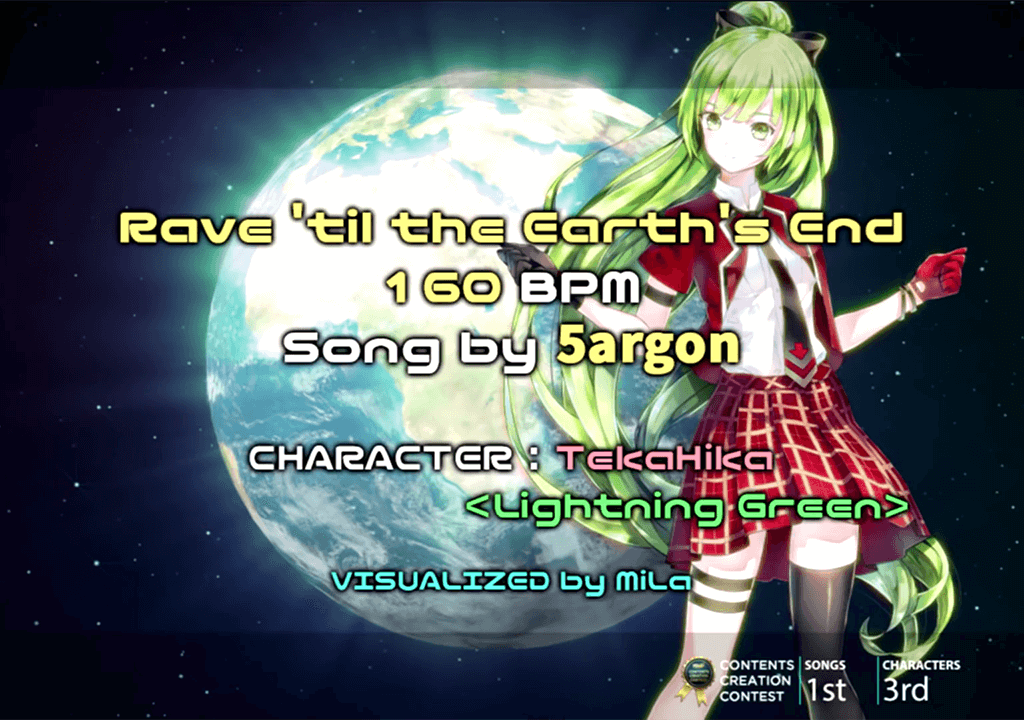 Rave 'til the Earth's End
160 BPM
Song by 5argon
CHARACTER : TekaHika
<Lightning Green>
VISUALIZED by MiLa
CONTENTS CREATION CONTEST
SONGS
1st
CHARACTERS
3rd